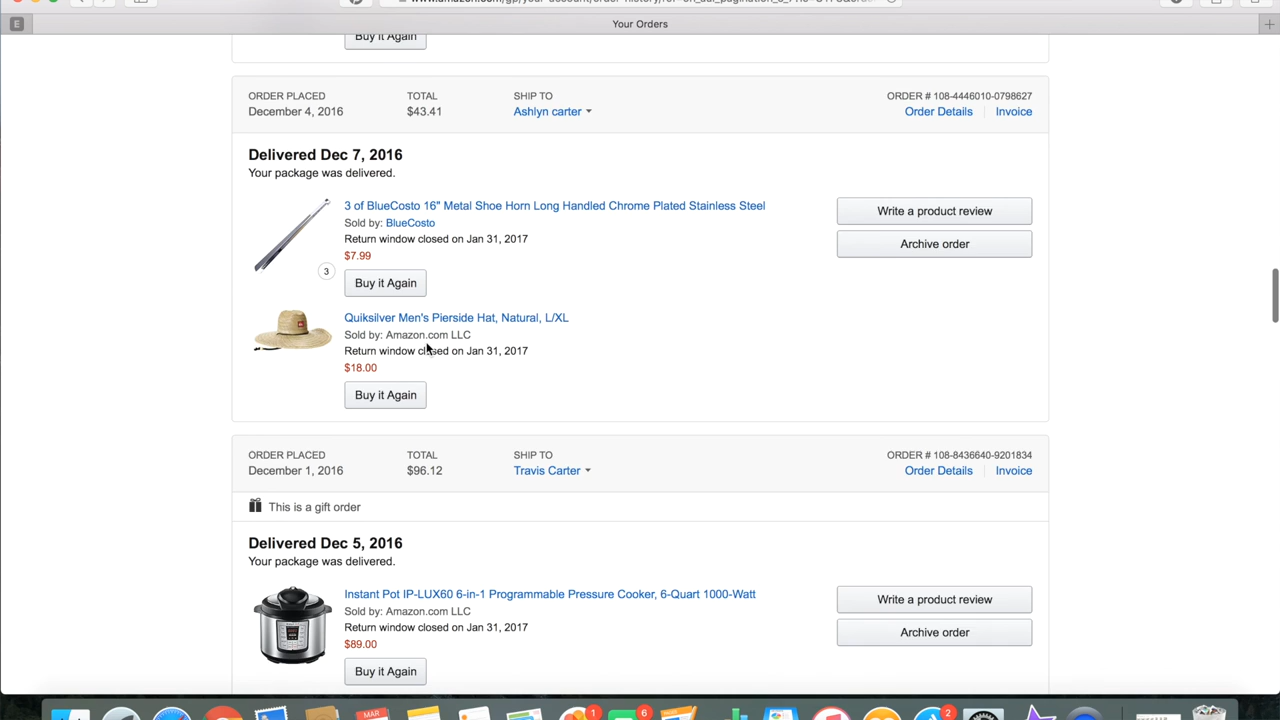 E
Your Orders
Buy it Again
ORDER PLACED
December 4, 2016
TOTAL
$43.41
SHIP TO
Ashlyn carter
ORDER # 108-4446010-0798627
Order Details
Invoice
Delivered Dec 7, 2016
Your package was delivered.
3 of BlueCosto 16" Metal Shoe Horn Long Handled Chrome Plated Stainless Steel
Sold by: BlueCosto
Return window closed on Jan 31, 2017
$7.99
3
Buy it Again
Write a product review
Archive order
Quiksilver Men's Pierside Hat, Natural, L/XL
Sold by: Amazon.com LLC
Return window closed on Jan 31, 2017
$18.00
Buy it Again
ORDER PLACED
December 1, 2016
TOTAL
$96.12
SHIP TO
Travis Carter
ORDER # 108-8436640-9201834
Order Details
Invoice
This is a gift order
Delivered Dec 5, 2016
Your package was delivered.
Instant Pot IP-LUX60 6-in-1 Programmable Pressure Cooker, 6-Quart 1000-Watt
Sold by: Amazon.com LLC
Return window closed on Jan 31, 2017
$89.00
Buy it Again
Write a product review
Archive order
MAR
1
6
2